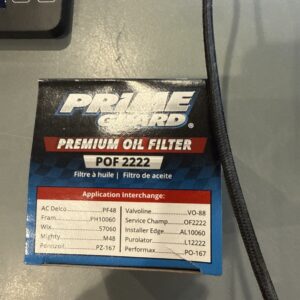 PRIME
GUARD®
PREMIUM OIL FILTER
POF 2222
Filtre à huile | Filtro de aceite
Application Interchange:
AC Delco..........PF48
Fram..........PH10060
Wix..........57060
Mighty..........M48
Pennzoil..........PZ-167
Valvoline..........VO-88
Service Champ..........OF2222
Installer Edge..........AL10060
Purolator..........L12222
Performax..........PO-167